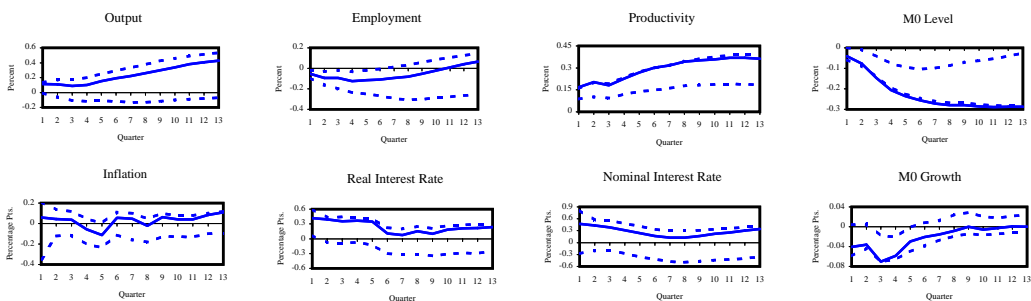 Output
Percent
0.6
0.4
0.2
0
-0.2
1 2 3 4 5 6 7 8 9 10 11 12 13
Quarter
Employment
Percent
0.2
0
-0.2
-0.4
1 2 3 4 5 6 7 8 9 10 11 12 13
Quarter
Productivity
Percent
0.45
0.3
0.15
0
1 2 3 4 5 6 7 8 9 10 11 12 13
Quarter
M0 Level
Percent
0
-0.1
-0.2
-0.3
1 2 3 4 5 6 7 8 9 10 11 12 13
Quarter
Inflation
Percentage Pts.
0.2
0
-0.2
-0.4
1 2 3 4 5 6 7 8 9 10 11 12 13
Quarter
Real Interest Rate
Percentage Pts.
0.6
0.3
0
-0.3
-0.6
1 2 3 4 5 6 7 8 9 10 11 12 13
Quarter
Nominal Interest Rate
Percentage Pts.
0.9
0.6
0.3
0
-0.3
-0.6
1 2 3 4 5 6 7 8 9 10 11 12 13
Quarter
M0 Growth
Percentage Pts.
0.04
0
-0.04
-0.08
1 2 3 4 5 6 7 8 9 10 11 12 13
Quarter